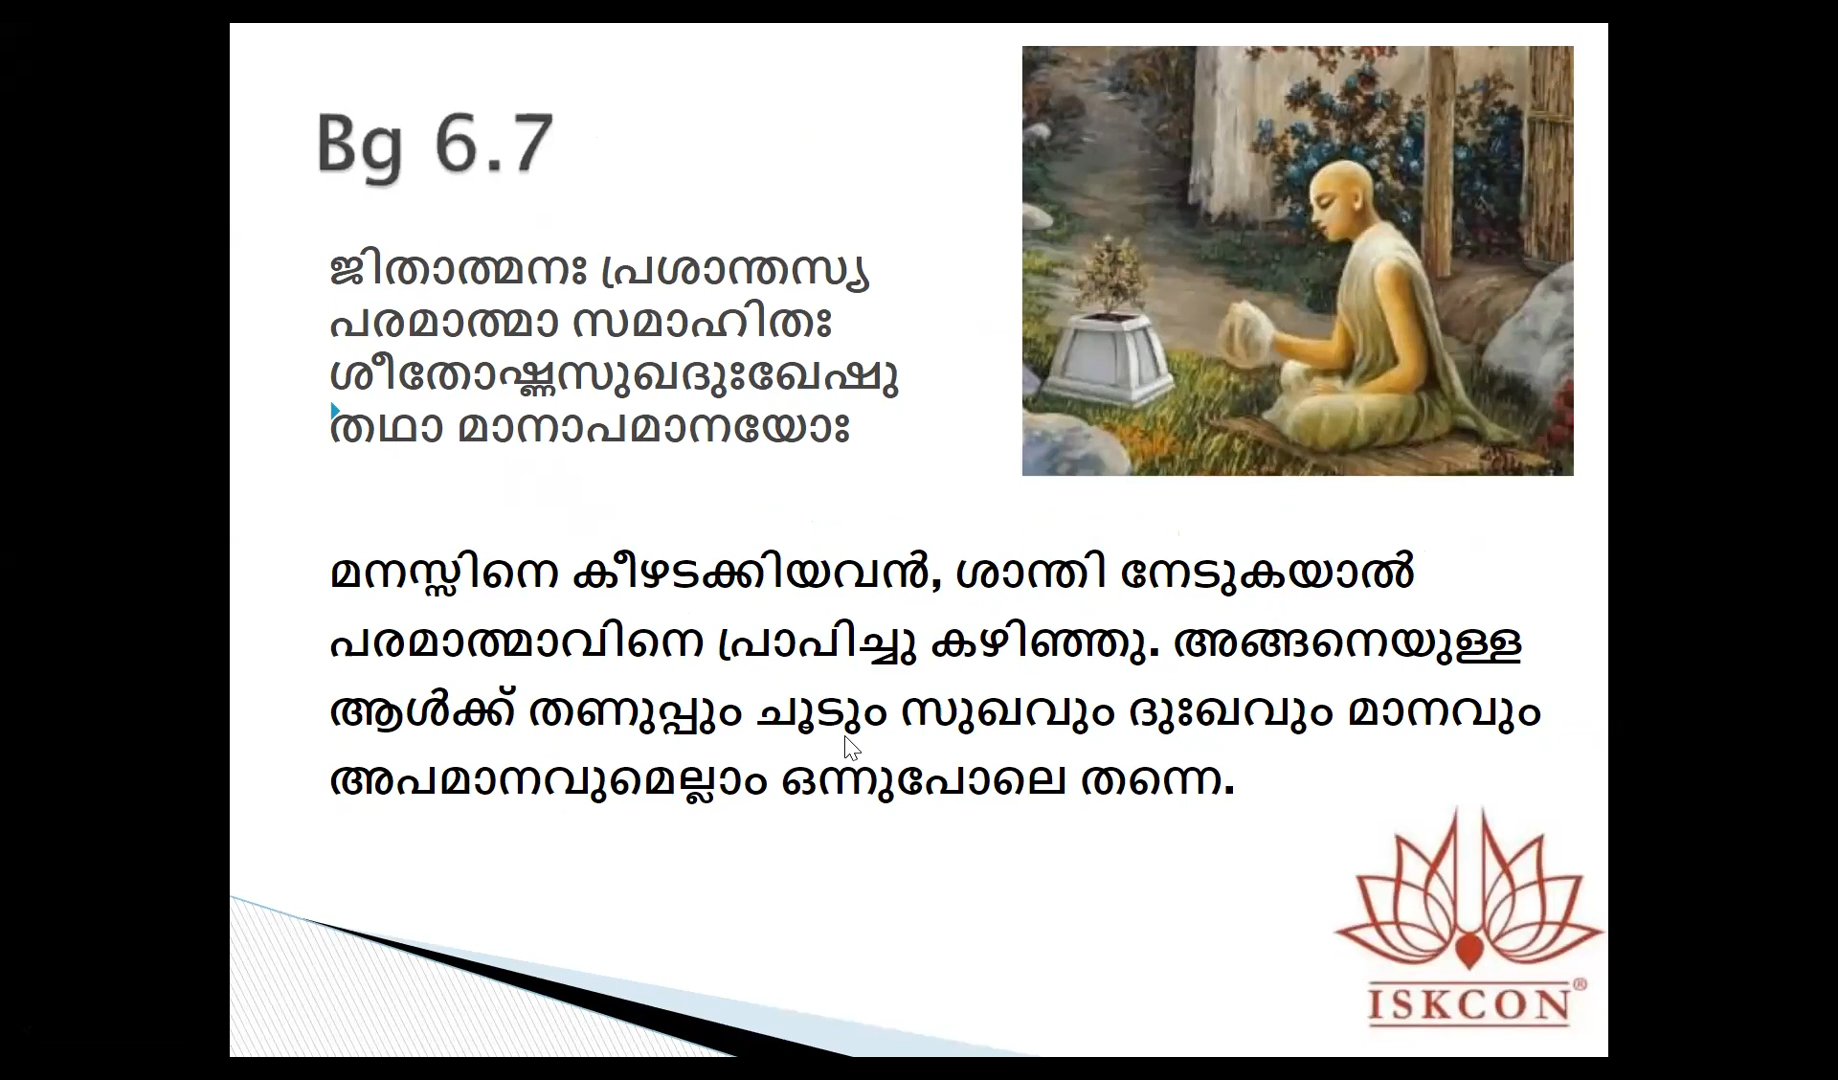 Bg 6.7
ജിതാത്മനഃ പ്രശാന്തസ്യ
പരമാത്മാ സമാഹിതഃ
ശീതോഷ്ണസുഖദുഃഖേഷു
തഥാ മാനാപമാനയോഃ
മനസ്സിനെ കീഴടക്കിയവൻ, ശാന്തി നേടുകയാൽ
പരമാത്മാവിനെ പ്രാപിച്ചു കഴിഞ്ഞു. അങ്ങനെയുള്ള
ആൾക്ക് തണുപ്പും ചൂടും സുഖവും ദുഃഖവും മാനവും
അപമാനവുമെല്ലാം ഒന്നുപോലെ തന്നെ.
ISKCON®